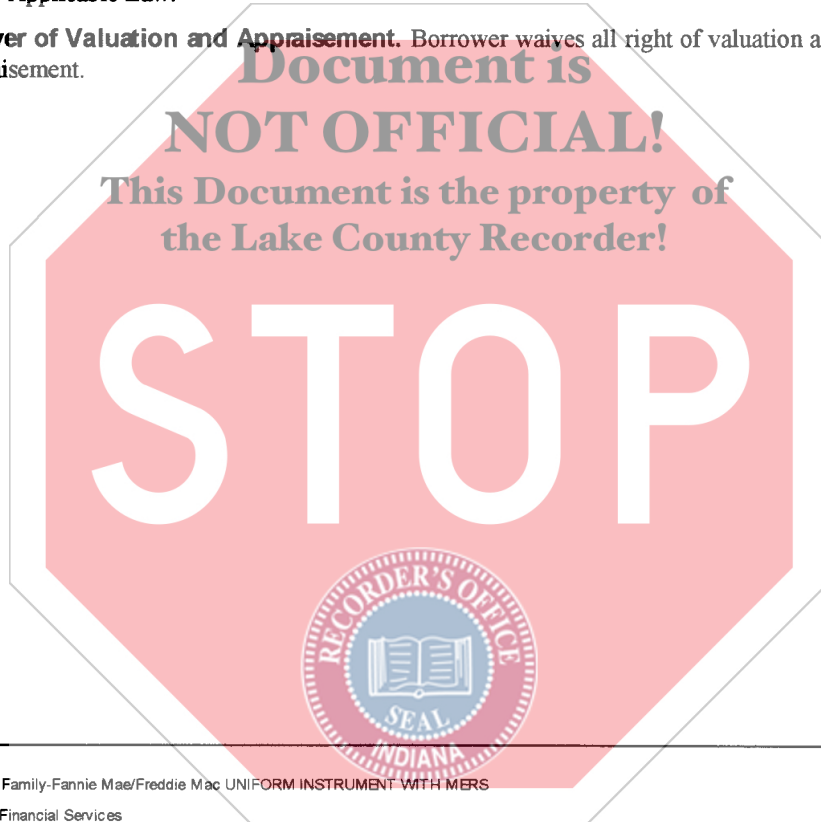 Applicable Law.
er of Valuation and Appraisement. Borrower waives all right of valuation a
isement.
Document is
NOT OFFICIAL!
This Document is the property of
the Lake County Recorder!
STOP
RECORDER'S OFFICE
SEAL
INDIANA
Family-Fannie Mae/Freddie Mac UNIFORM INSTRUMENT WITH MERS
Financial Services